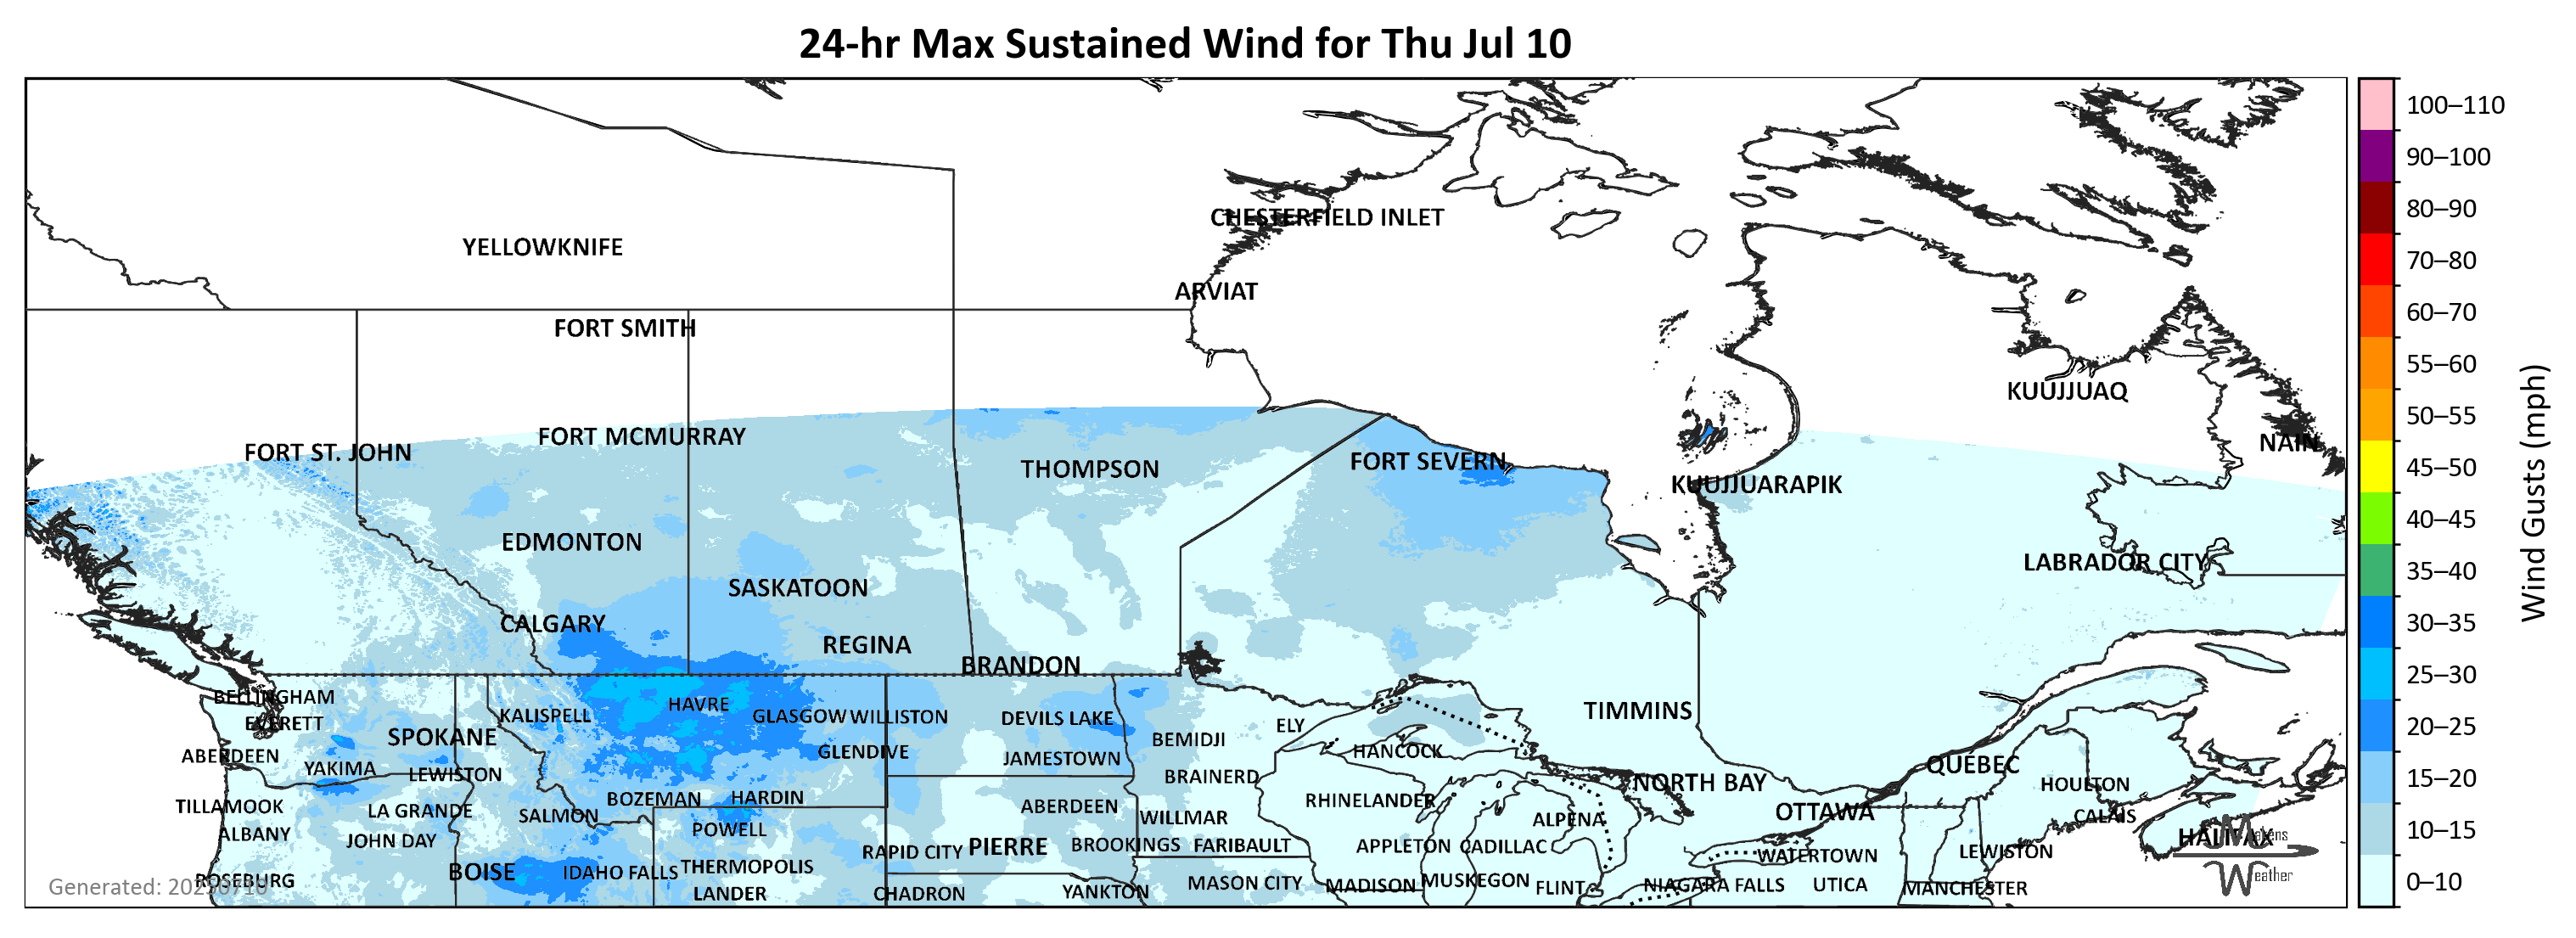 24-hr Max Sustained Wind for Thu Jul 10
100–110
90–100
80–90
70–80
60–70
55–60
50–55
45–50
40–45
35–40
30–35
25–30
20–25
15–20
10–15
0–10
Wind Gusts (mph)
CHESTERFIELD INLET
YELLOWKNIFE
ARVIAT
FORT SMITH
KUUJJUAQ
FORT MCMURRAY
NAIN
FORT ST. JOHN
FORT SEVERN
THOMPSON
KUUJJUARAPIK
EDMONTON
LABRADOR CITY
SASKATOON
CALGARY
REGINA
BRANDON
BELLINGHAM
HAVRE
TIMMINS
KALISPELL
GLASGOW
WILLISTON
DEVILS LAKE
EVERETT
ELY
SPOKANE
BEMIDJI
HANCOCK
GLENDIVE
ABERDEEN
JAMESTOWN
QUÉBEC
YAKIMA
LEWISTON
BRAINERD
NORTH BAY
HOULTON
BOZEMAN
HARDIN
RHINELANDER
TILLAMOOK
LA GRANDE
SALMON
ABERDEEN
WILLMAR
ALPENA
OTTAWA
CALAIS
ALBANY
JOHN DAY
POWELL
HALIFAX
RAPID CITY
PIERRE
BROOKINGS
FARIBAULT
APPLETON
CADILLAC
WATERTOWN
LEWISTON
BOISE
IDAHO FALLS
THERMOPOLIS
ROSEBURG
MASON CITY
MADISON
MUSKEGON
FLINT
NIAGARA FALLS
UTICA
MANCHESTER
LANDER
CHADRON
YANKTON
Generated: 20250710
Weather